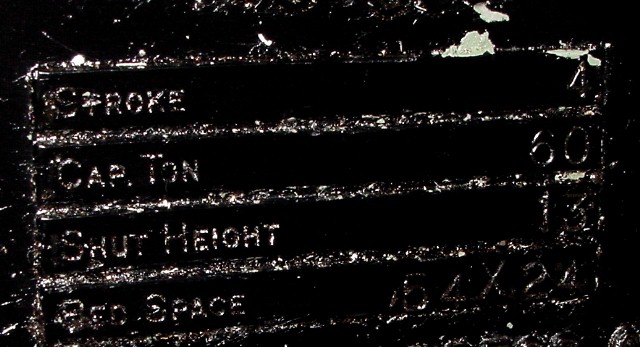 STROKE 4
CAP. TON 60
SHUT HEIGHT 13
BED SPACE 54X24